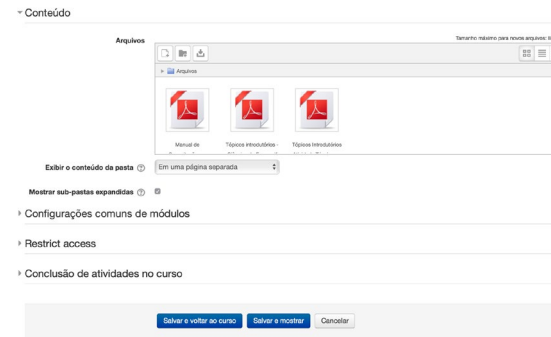 Conteúdo
Tamanho máximo para novos arquivos:
Arquivos
Arquivos
Manual de
Tópicos Introdutórios -
Tópicos Introdutórios
Exibir o conteúdo da pasta
Em uma página separada
Mostrar sub-pastas expandidas
Configurações comuns de módulos
Restrict access
Conclusão de atividades no curso
Salvar e voltar ao curso
Salvar e mostrar
Cancelar